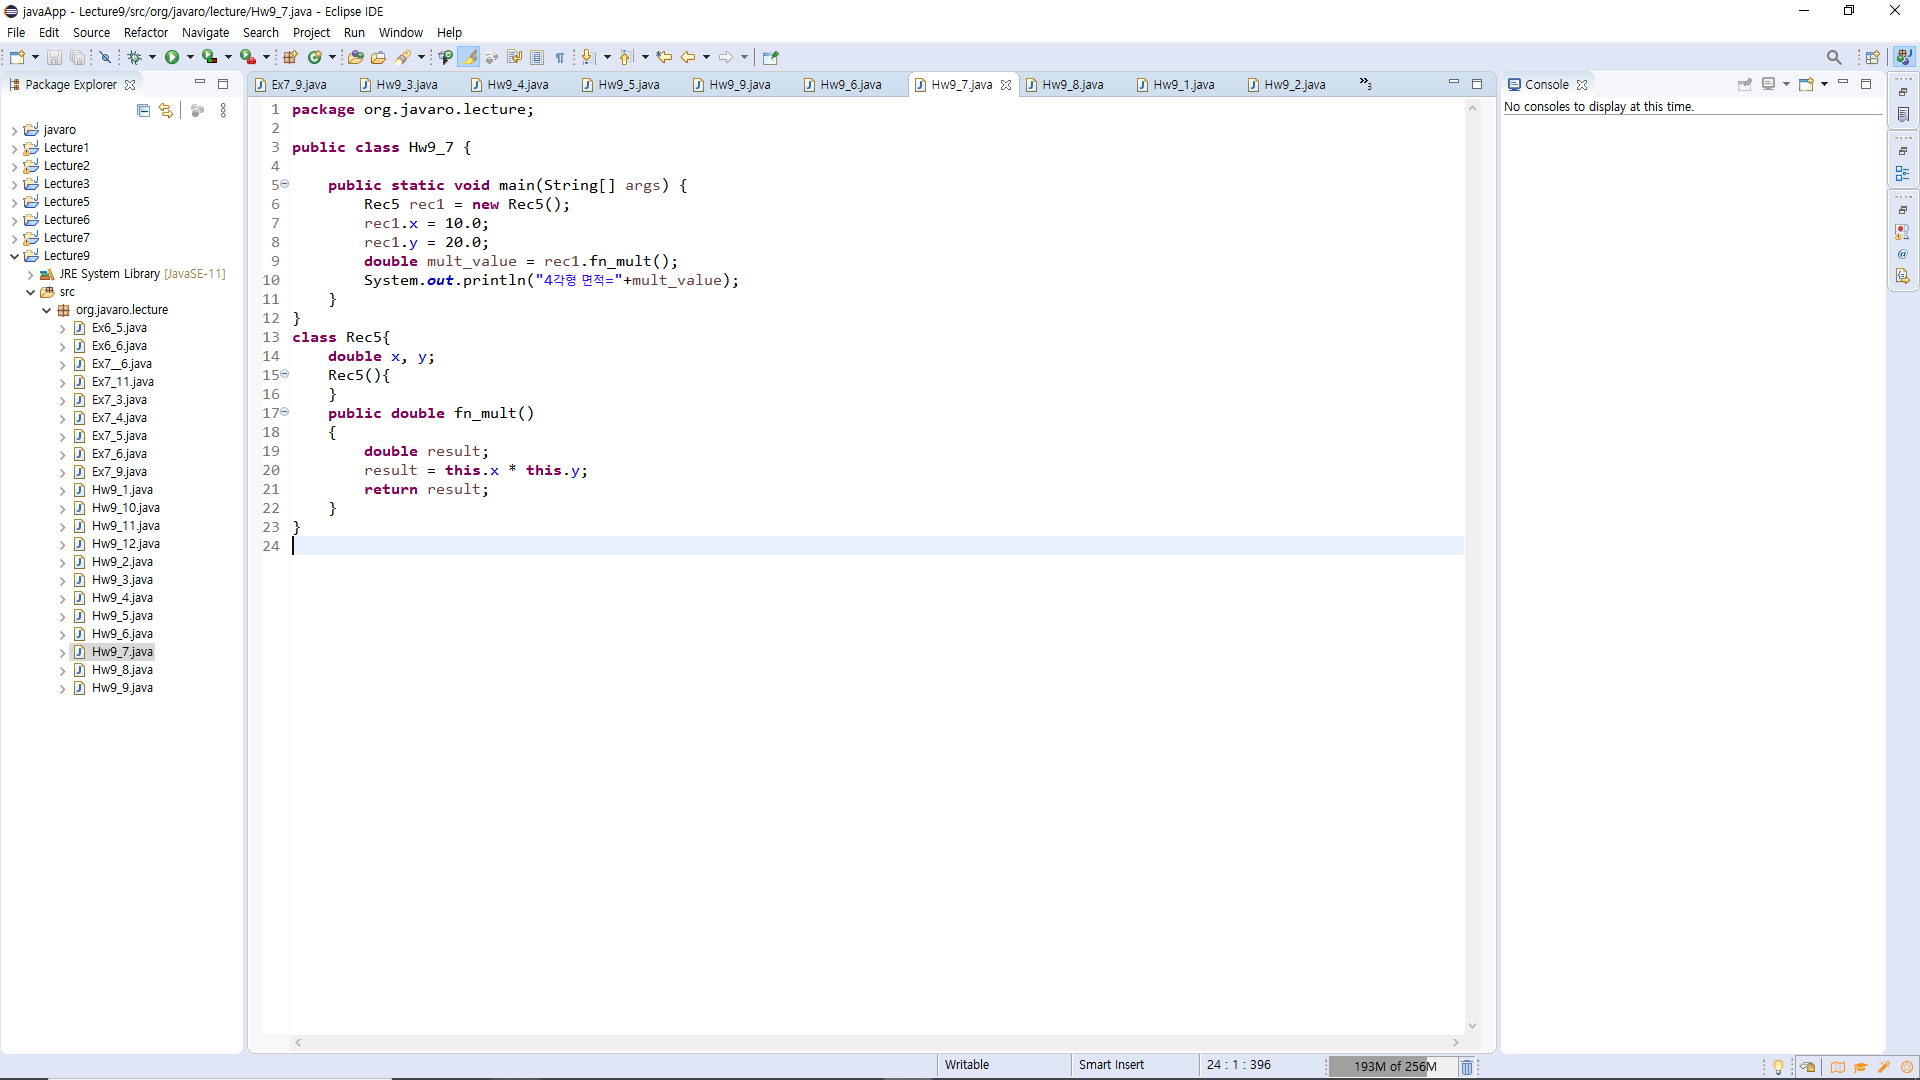 javaApp - Lecture9/src/org/javaro/lecture/Hw9_7.java - Eclipse IDE
File Edit Source Refactor Navigate Search Project Run Window Help
Package Explorer
javaro
Lecture1
Lecture2
Lecture3
Lecture5
Lecture6
Lecture7
Lecture9
JRE System Library [JavaSE-11]
src
org.javaro.lecture
Ex6_5.java
Ex6_6.java
Ex7__6.java
Ex7_11.java
Ex7_3.java
Ex7_4.java
Ex7_5.java
Ex7_6.java
Ex7_9.java
Hw9_1.java
Hw9_10.java
Hw9_11.java
Hw9_12.java
Hw9_2.java
Hw9_3.java
Hw9_4.java
Hw9_5.java
Hw9_6.java
Hw9_7.java
Hw9_8.java
Hw9_9.java
Ex7_9.java Hw9_3.java Hw9_4.java Hw9_5.java Hw9_9.java Hw9_6.java Hw9_7.java Hw9_8.java Hw9_1.java Hw9_2.java »3
1 package org.javaro.lecture;
2
3 public class Hw9_7 {
4
5     public static void main(String[] args) {
6         Rec5 rec1 = new Rec5();
7         rec1.x = 10.0;
8         rec1.y = 20.0;
9         double mult_value = rec1.fn_mult();
10         System.out.println("4각형 면적="+mult_value);
11     }
12 }
13 class Rec5{
14     double x, y;
15     Rec5(){
16     }
17     public double fn_mult()
18     {
19         double result;
20         result = this.x * this.y;
21         return result;
22     }
23 }
24
Console
No consoles to display at this time.
Writable Smart Insert 24 : 1 : 396 193M of 256M